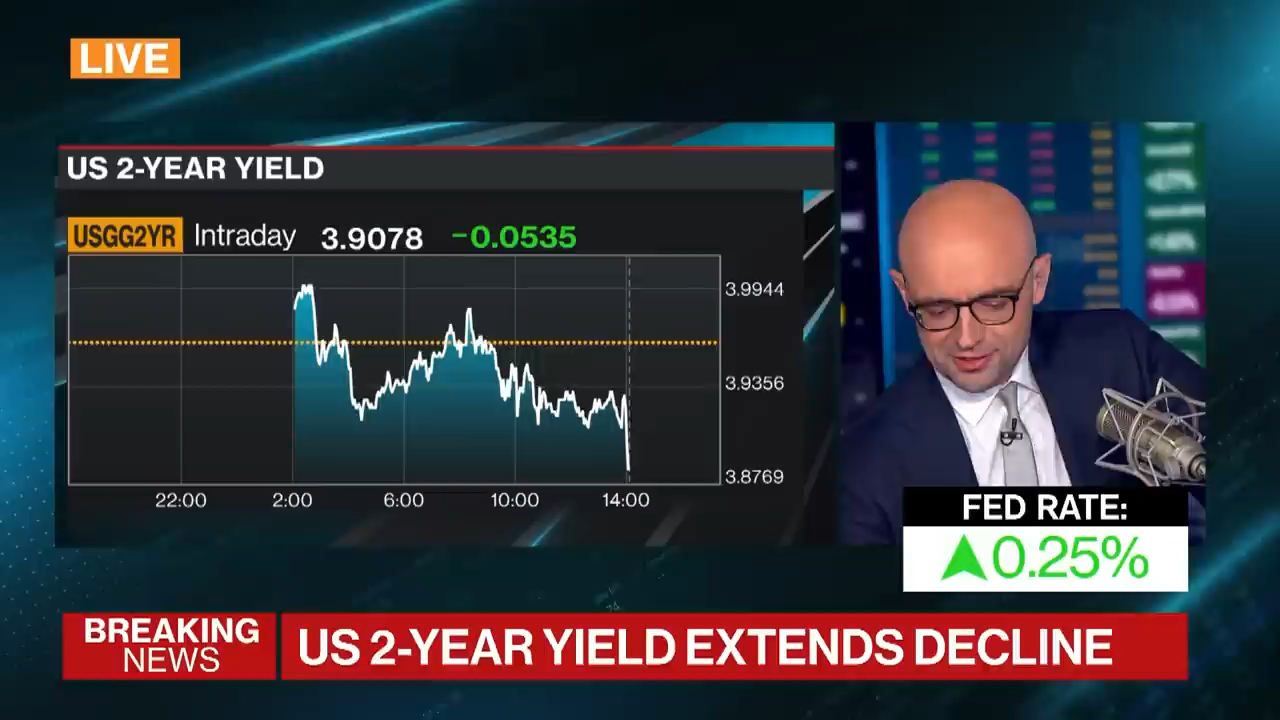 LIVE
US 2-YEAR YIELD
USGG2YR Intraday 3.9078 -0.0535
3.9944
3.9356
3.8769
22:00 2:00 6:00 10:00 14:00
FED RATE:
▲0.25%
BREAKING
NEWS
US 2-YEAR YIELD EXTENDS DECLINE